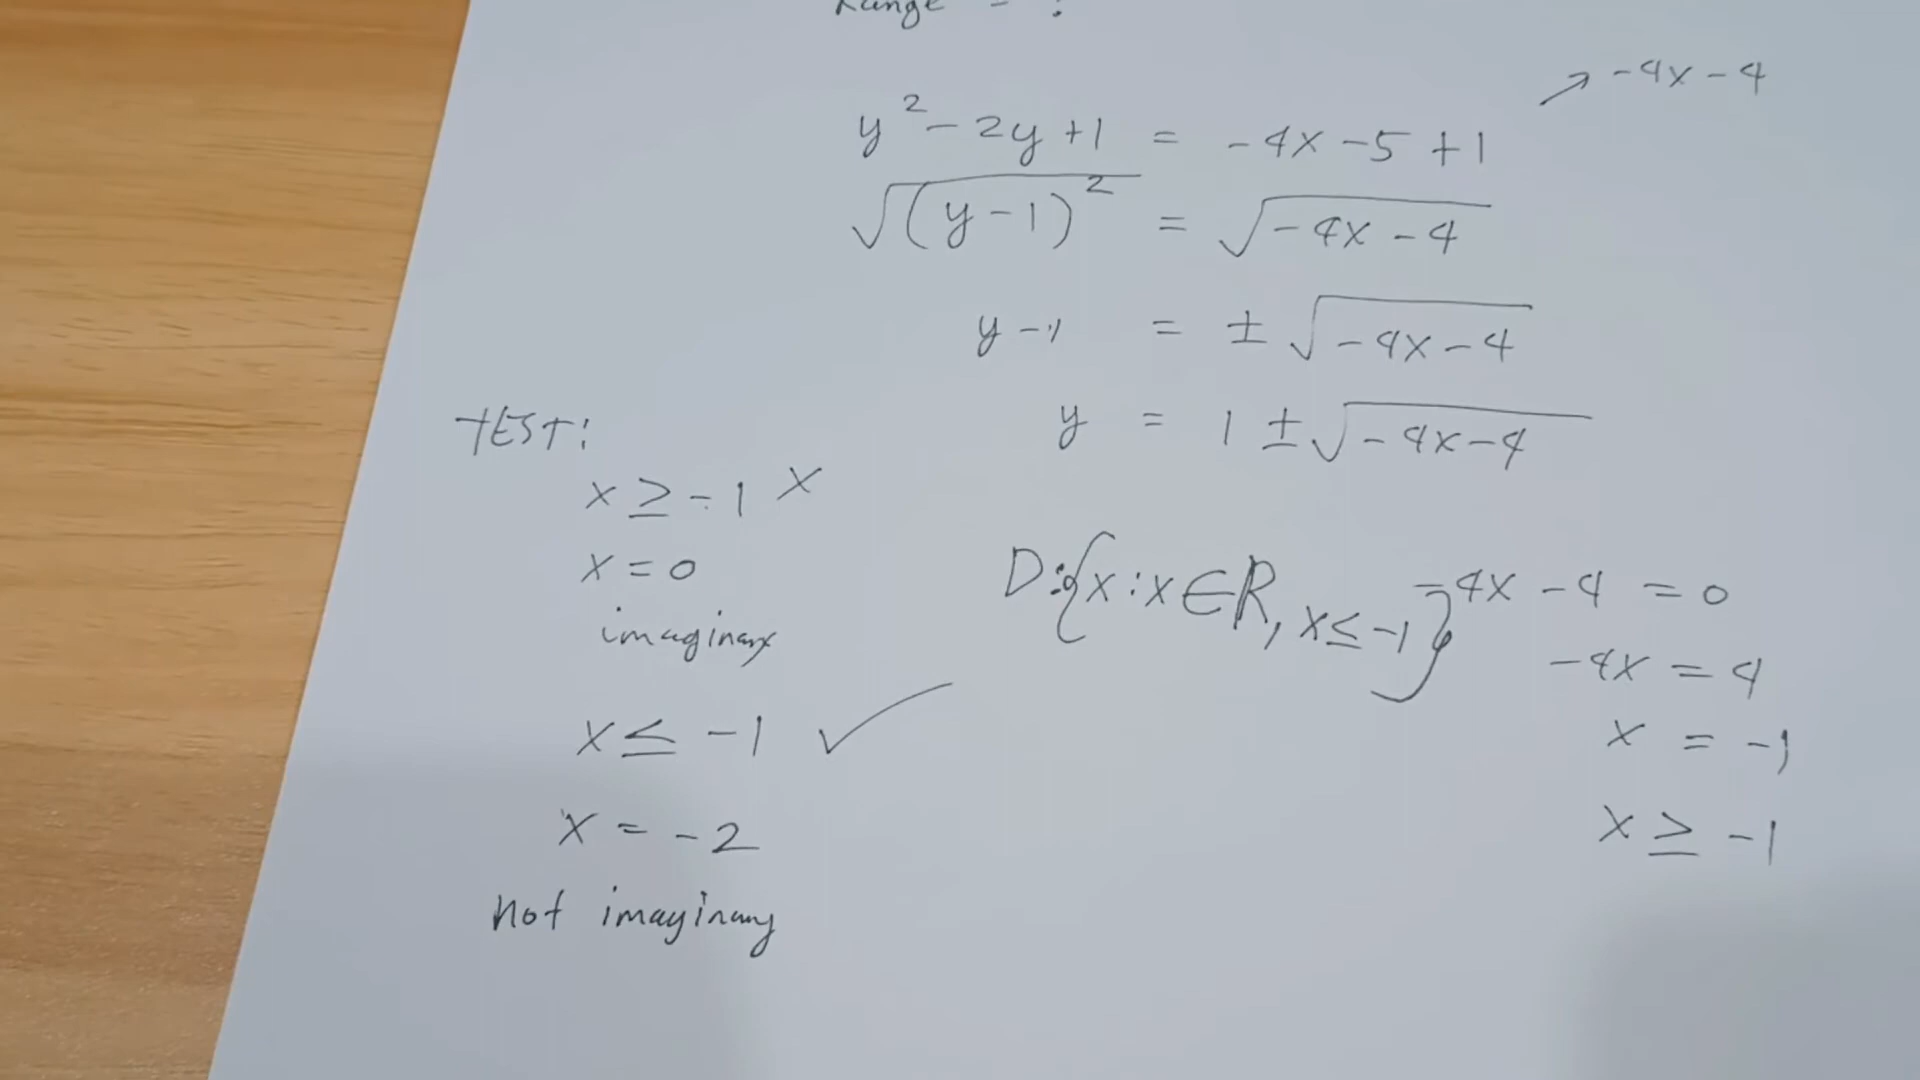 Range = ?
→ -4x - 4
y² - 2y + 1 = -4x - 5 + 1
√(y-1)² = √-4x - 4
y - 1 = ± √-4x - 4
y = 1 ± √-4x - 4
TEST:
x ≥ -1 X
x = 0
imaginary
x ≤ -1 ✓
x = -2
not imaginary
D:{x:x∈R, x≤-1}
-4x - 4 = 0
-4x = 4
x = -1
x ≥ -1